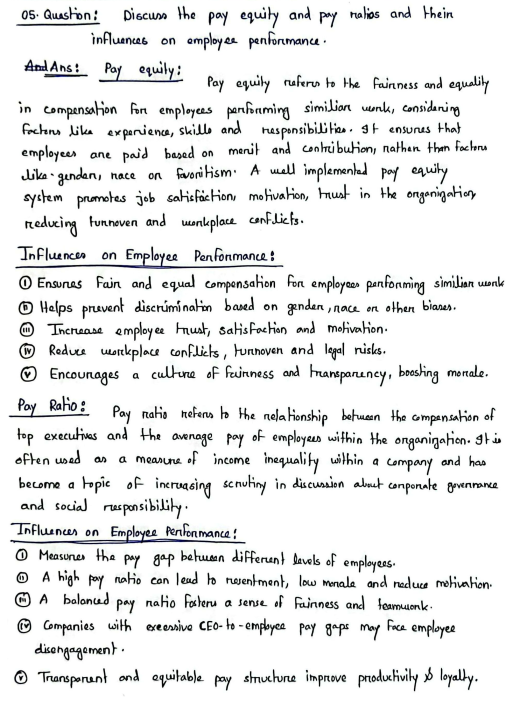 05. Question: Discuss the pay equity and pay ratios and their
influences on employee performance.
Ans: Pay equity:
Pay equity refers to the fairness and equality
in compensation for employees performing similiar work, considering
factors like experience, skills and responsibilities. It ensures that
employees are paid based on merit and contribution, rather than factors
like gender, race or favoritism. A well implemented pay equity
system promotes job satisfaction, motivation, trust in the organization,
reducing turnover and workplace conflicts.
Influences on Employee Performance:
(i) Ensures Fair and equal compensation for employees performing similiar work
(ii) Helps prevent discrimination based on gender, race or other biases.
(iii) Increase employee trust, satisfaction and motivation.
(iv) Reduce workplace conflicts, turnover and legal risks.
(v) Encourages a culture of fairness and transparency, boosting morale.
Pay Ratio: Pay ratio refers to the relationship between the compensation of
top executives and the average pay of employees within the organization. It is
often used as a measure of income inequality within a company and has
become a topic of increasing scrutiny in discussion about corporate governance
and social responsibility.
Influences on Employee Performance:
(i) Measures the pay gap between different levels of employees.
(ii) A high pay ratio can lead to resentment, low morale and reduce motivation.
(iii) A balanced pay ratio fosters a sense of fairness and teamwork.
(iv) Companies with excessive CEO-to-employee pay gaps may face employee
disengagement.
(v) Transparent and equitable pay structure improve productivity & loyalty.